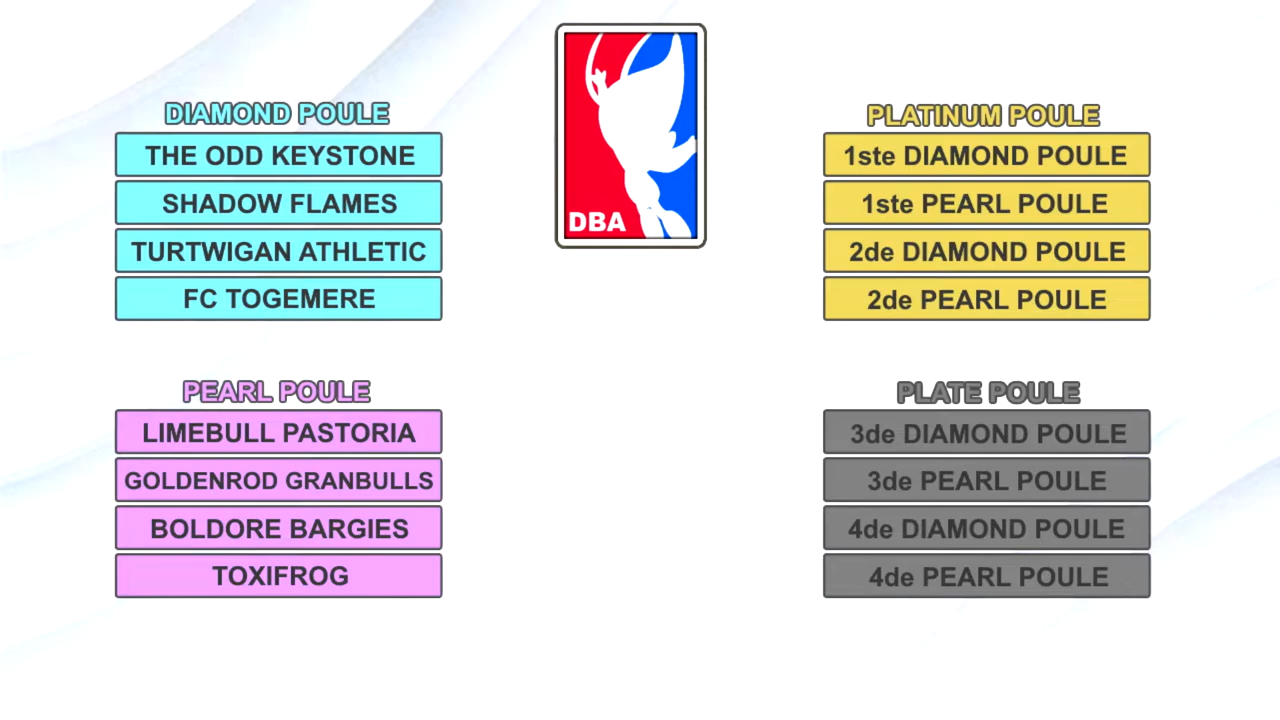 DIAMOND POULE
THE ODD KEYSTONE
SHADOW FLAMES
TURTWIGAN ATHLETIC
FC TOGEMERE
PEARL POULE
LIMEBULL PASTORIA
GOLDENROD GRANBULLS
BOLDORE BARGIES
TOXIFROG
DBA
PLATINUM POULE
1ste DIAMOND POULE
1ste PEARL POULE
2de DIAMOND POULE
2de PEARL POULE
PLATE POULE
3de DIAMOND POULE
3de PEARL POULE
4de DIAMOND POULE
4de PEARL POULE